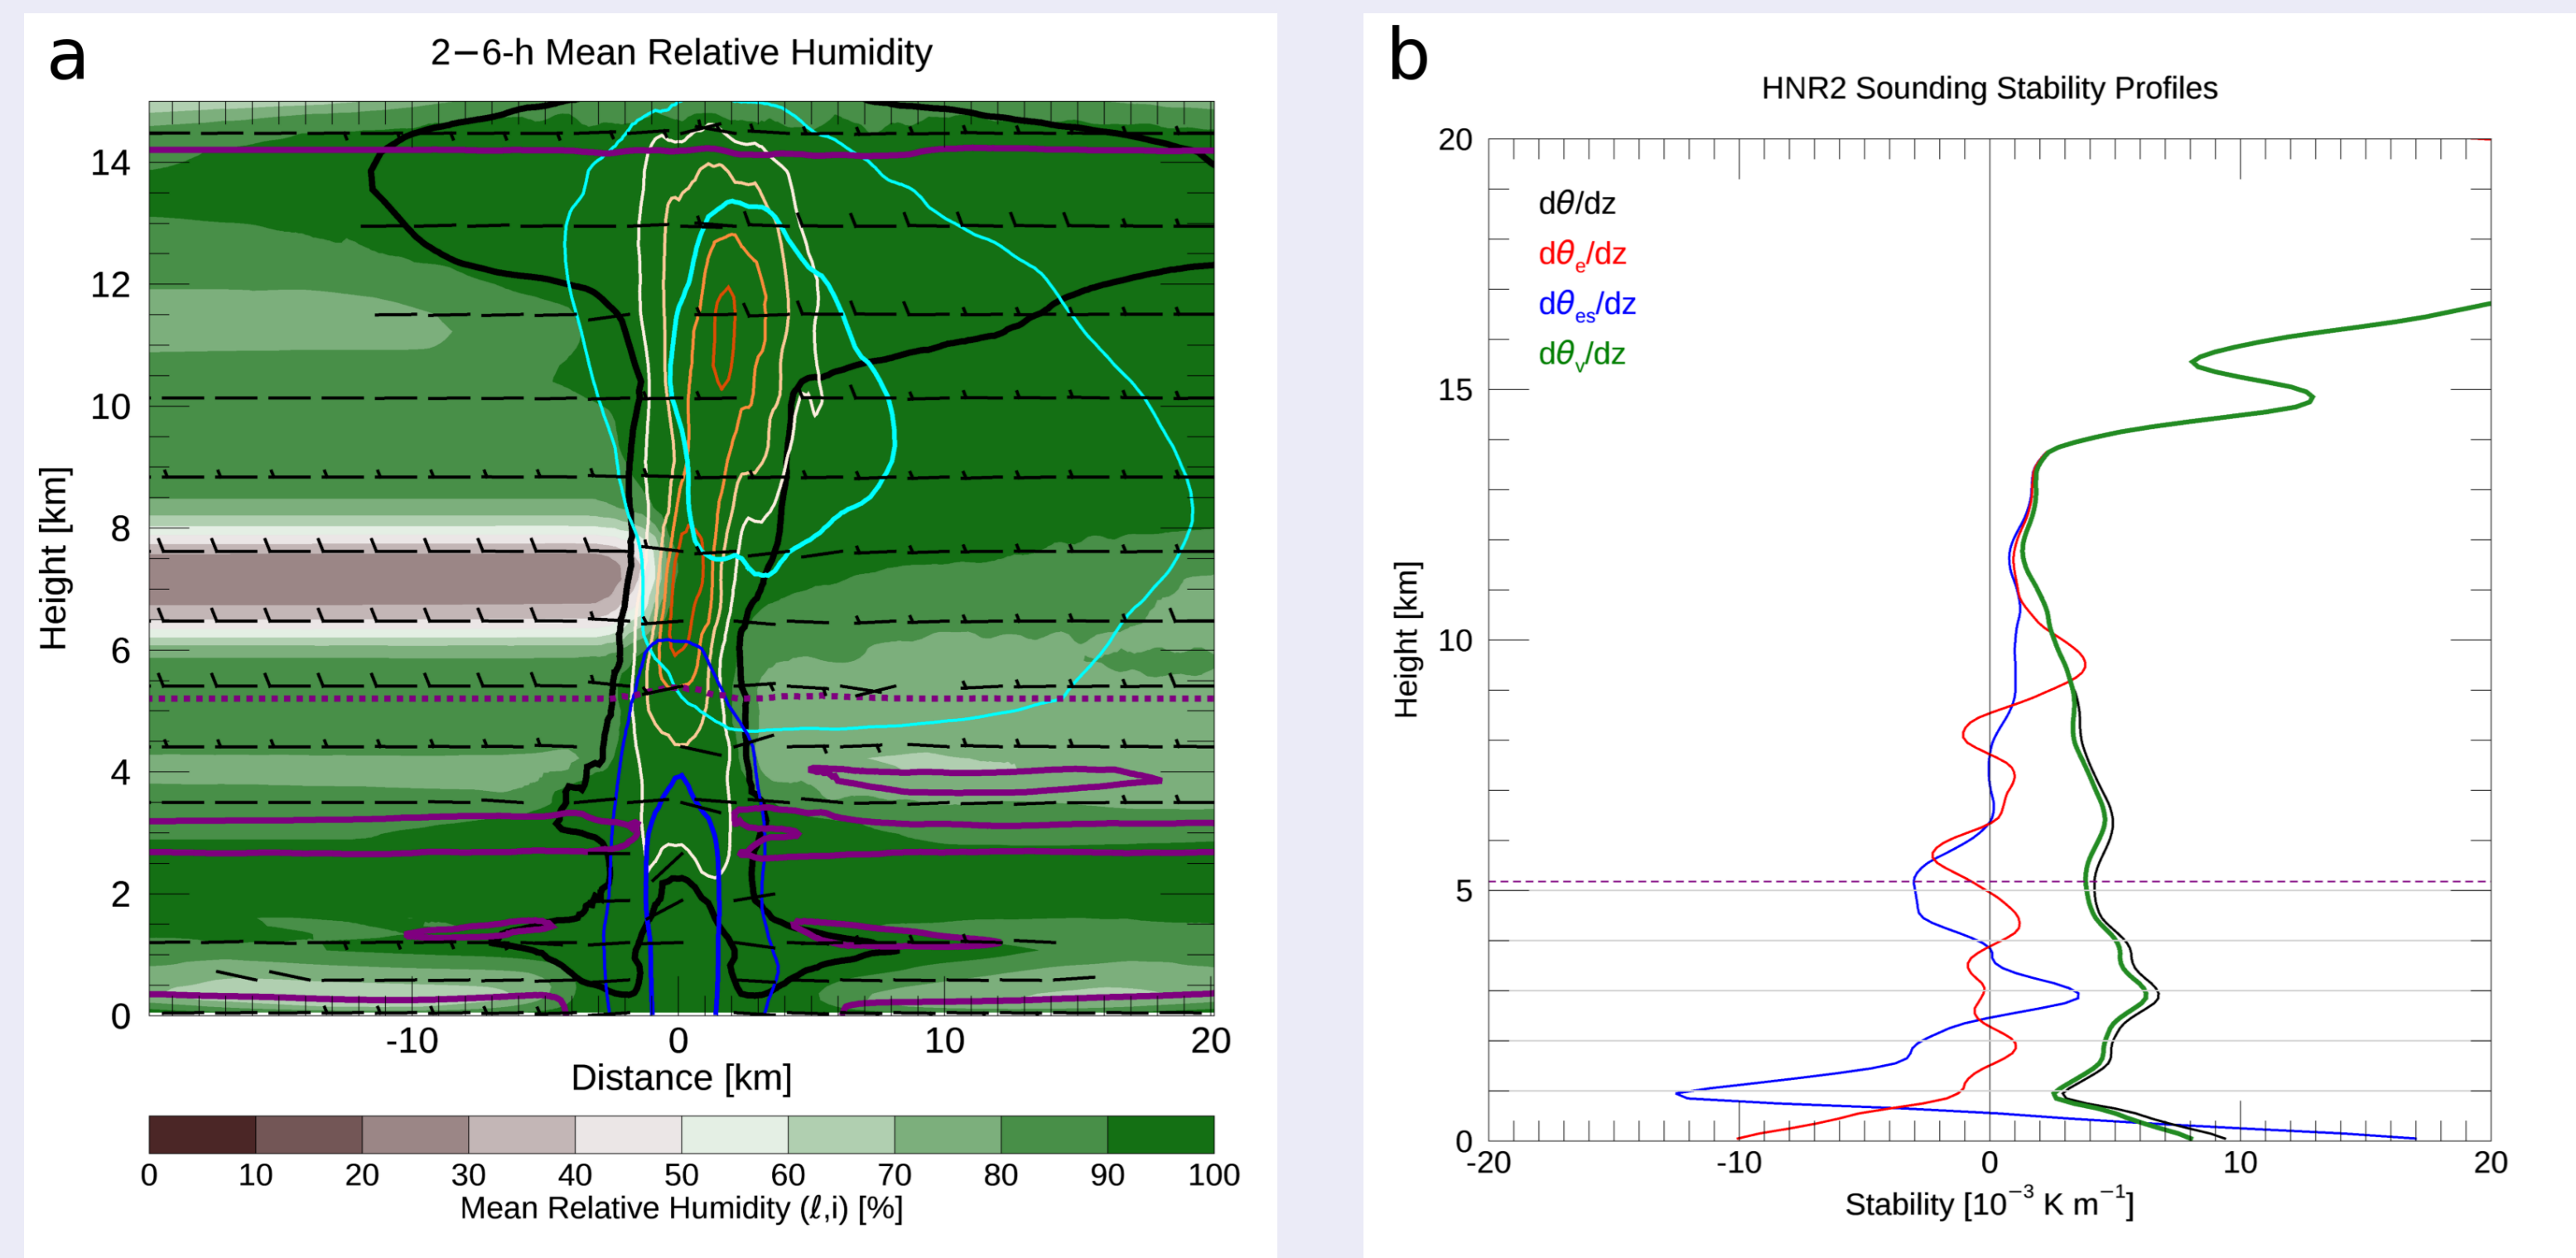 a
2−6-h Mean Relative Humidity
14
12
10
8
6
4
2
0
Height [km]
-10 0 10 20
Distance [km]
0 10 20 30 40 50 60 70 80 90 100
Mean Relative Humidity (ℓ,i) [%]
b
HNR2 Sounding Stability Profiles
20
15
10
5
0
Height [km]
dθ/dz
dθe/dz
dθes/dz
dθv/dz
-20 -10 0 10 20
Stability [10⁻³ K m⁻¹]